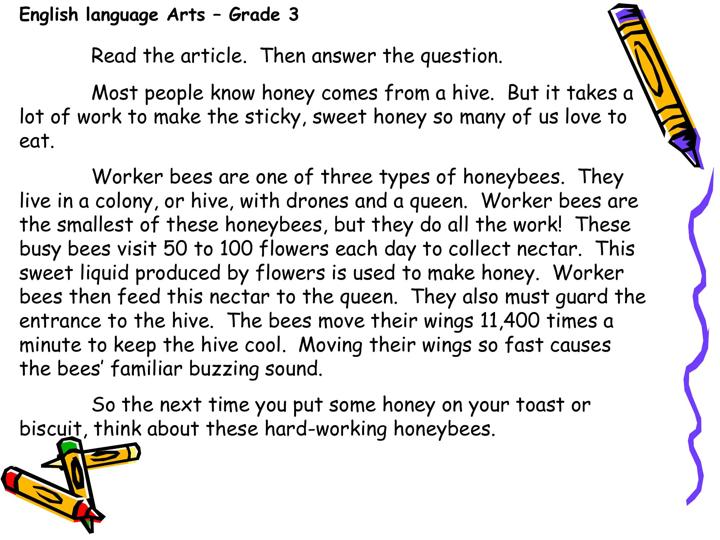 English language Arts – Grade 3
Read the article.  Then answer the question.
Most people know honey comes from a hive.  But it takes a
lot of work to make the sticky, sweet honey so many of us love to
eat.
Worker bees are one of three types of honeybees.  They
live in a colony, or hive, with drones and a queen.  Worker bees are
the smallest of these honeybees, but they do all the work!  These
busy bees visit 50 to 100 flowers each day to collect nectar.  This
sweet liquid produced by flowers is used to make honey.  Worker
bees then feed this nectar to the queen.  They also must guard the
entrance to the hive.  The bees move their wings 11,400 times a
minute to keep the hive cool.  Moving their wings so fast causes
the bees’ familiar buzzing sound.
So the next time you put some honey on your toast or
biscuit, think about these hard-working honeybees.